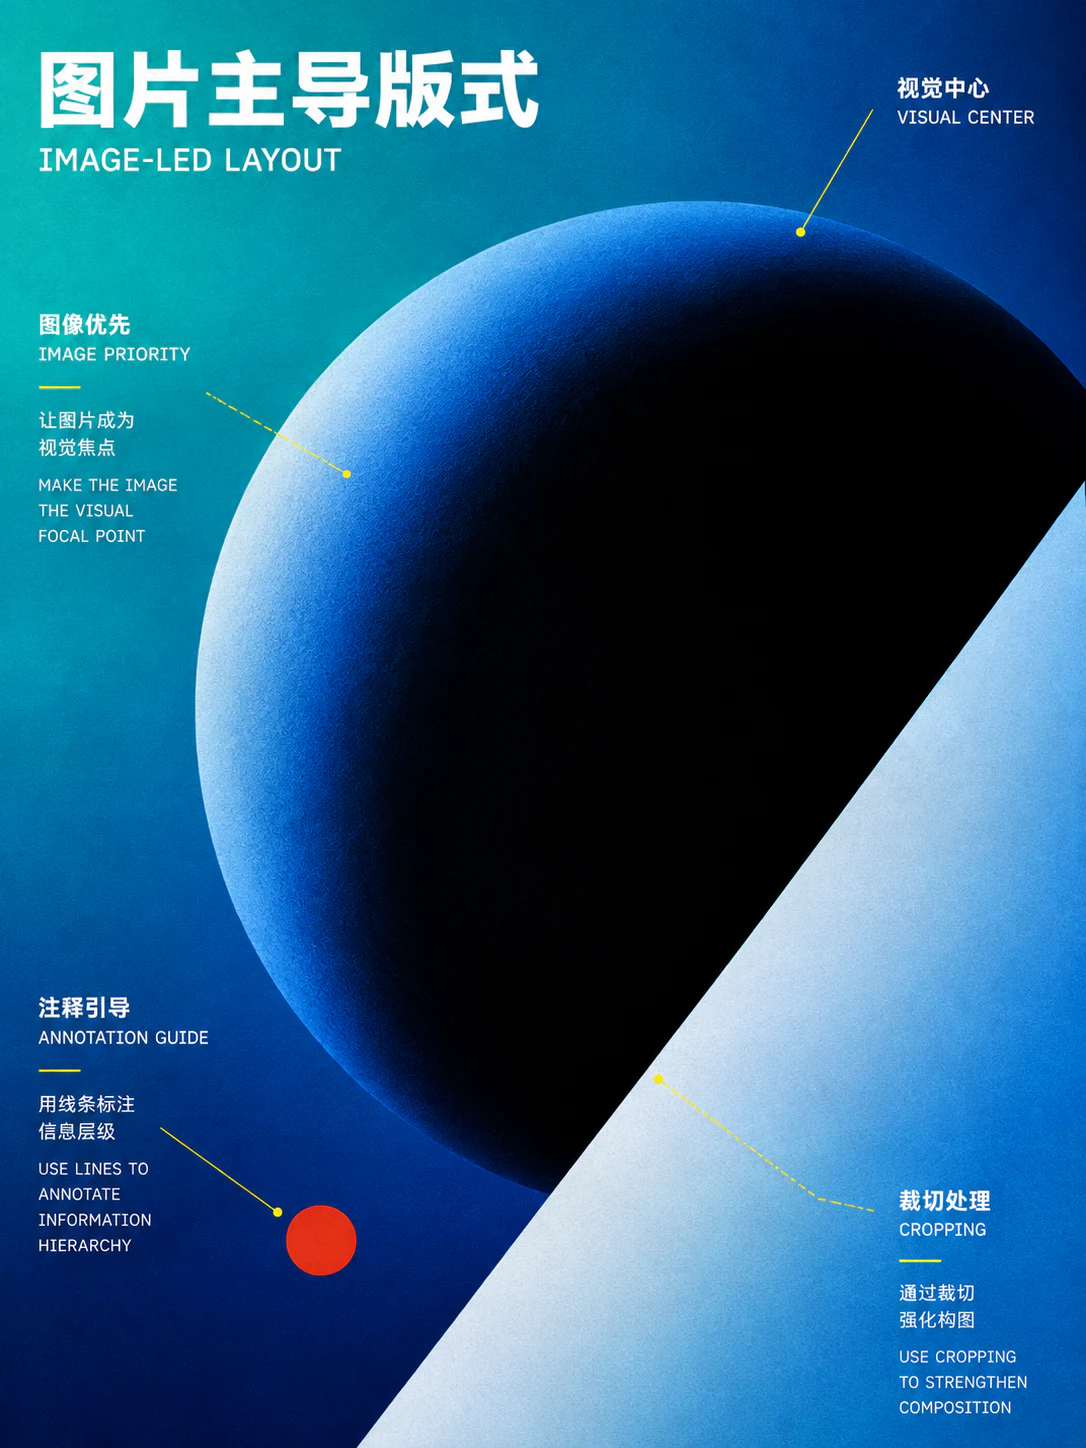 图片主导版式
IMAGE-LED LAYOUT
视觉中心
VISUAL CENTER
图像优先
IMAGE PRIORITY
让图片成为
视觉焦点
MAKE THE IMAGE
THE VISUAL
FOCAL POINT
注释引导
ANNOTATION GUIDE
用线条标注
信息层级
USE LINES TO
ANNOTATE
INFORMATION
HIERARCHY
裁切处理
CROPPING
通过裁切
强化构图
USE CROPPING
TO STRENGTHEN
COMPOSITION